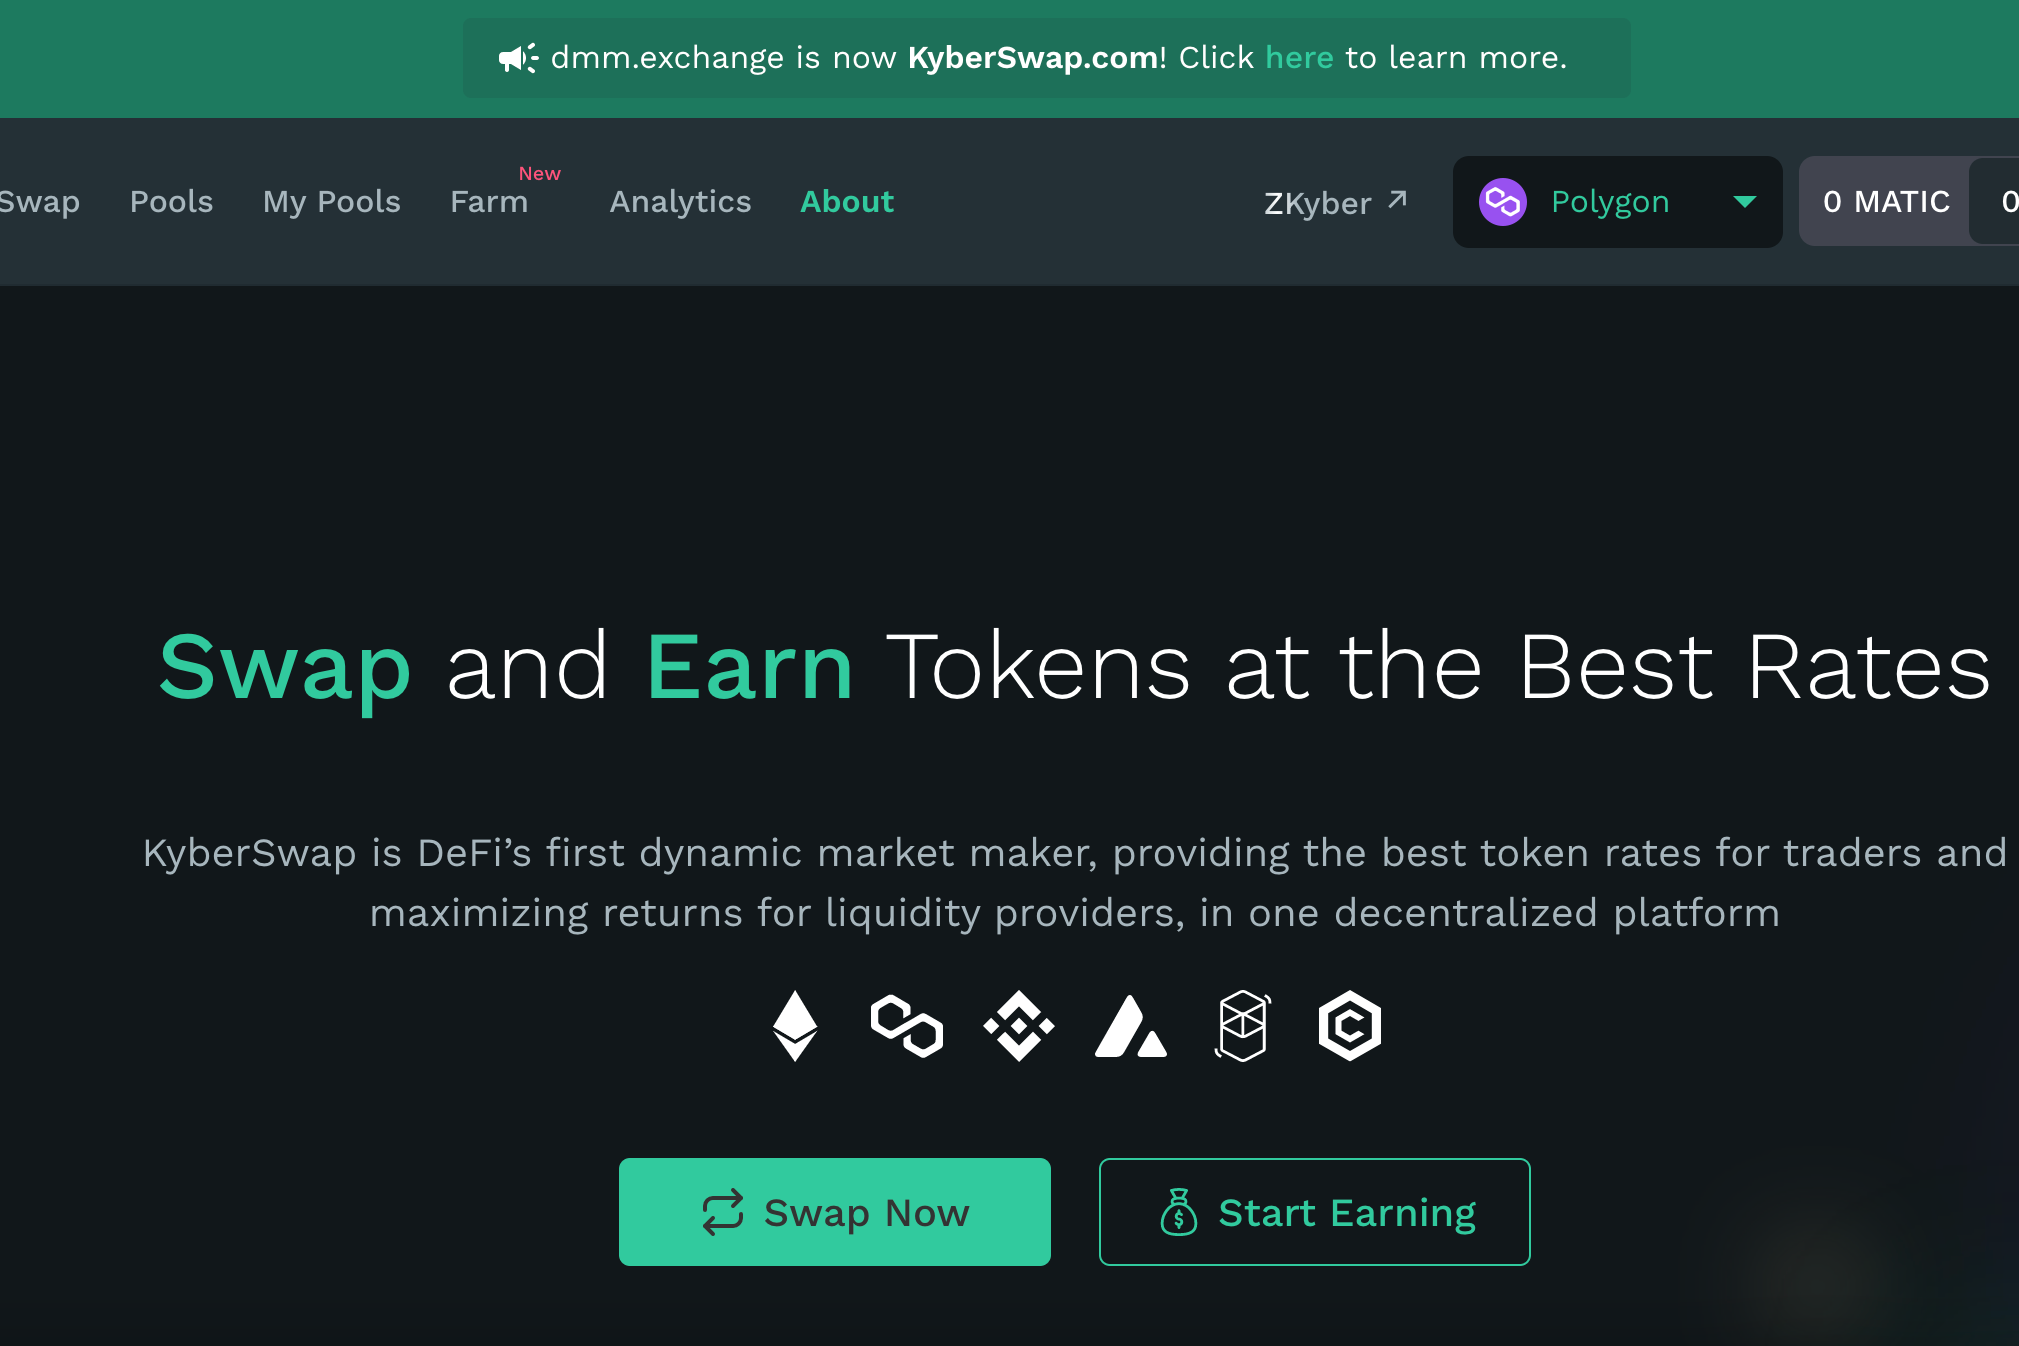 dmm.exchange is now KyberSwap.com! Click here to learn more.
Swap Pools My Pools Farm New Analytics About ZKyber Polygon 0 MATIC 0
Swap and Earn Tokens at the Best Rates
KyberSwap is DeFi’s first dynamic market maker, providing the best token rates for traders and
maximizing returns for liquidity providers, in one decentralized platform
Swap Now Start Earning